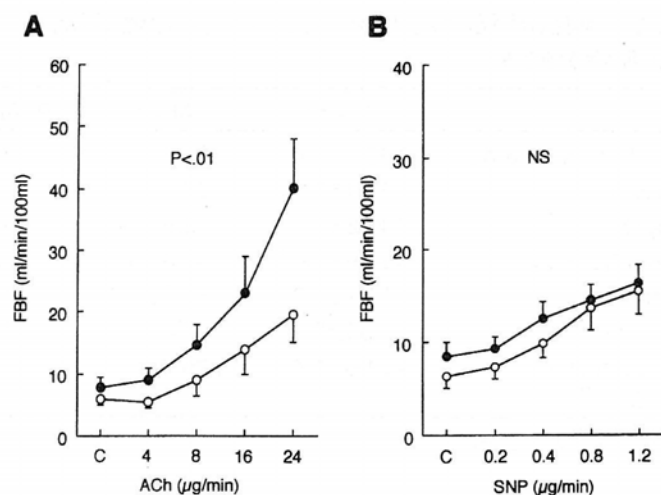 A
60
50
40
30
20
10
0
FBF (ml/min/100ml)
P<.01
C 4 8 16 24
ACh (µg/min)
B
40
30
20
10
0
FBF (ml/min/100ml)
NS
C 0.2 0.4 0.8 1.2
SNP (µg/min)